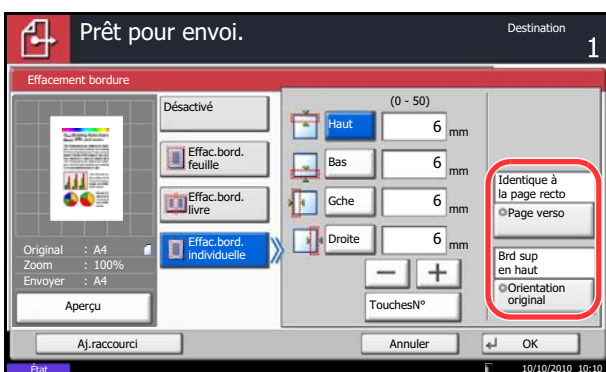 Prêt pour envoi.
Destination
1
Effacement bordure
Désactivé
Effac.bord.
feuille
Effac.bord.
livre
Effac.bord.
individuelle
Original : A4
Zoom : 100%
Envoyer : A4
Aperçu
(0 - 50)
Haut 6 mm
Bas 6 mm
Gche 6 mm
Droite 6 mm
− +
TouchesN°
Identique à
la page recto
Page verso
Brd sup
en haut
Orientation
original
Aj.raccourci
Annuler
OK
État
10/10/2010 10:10